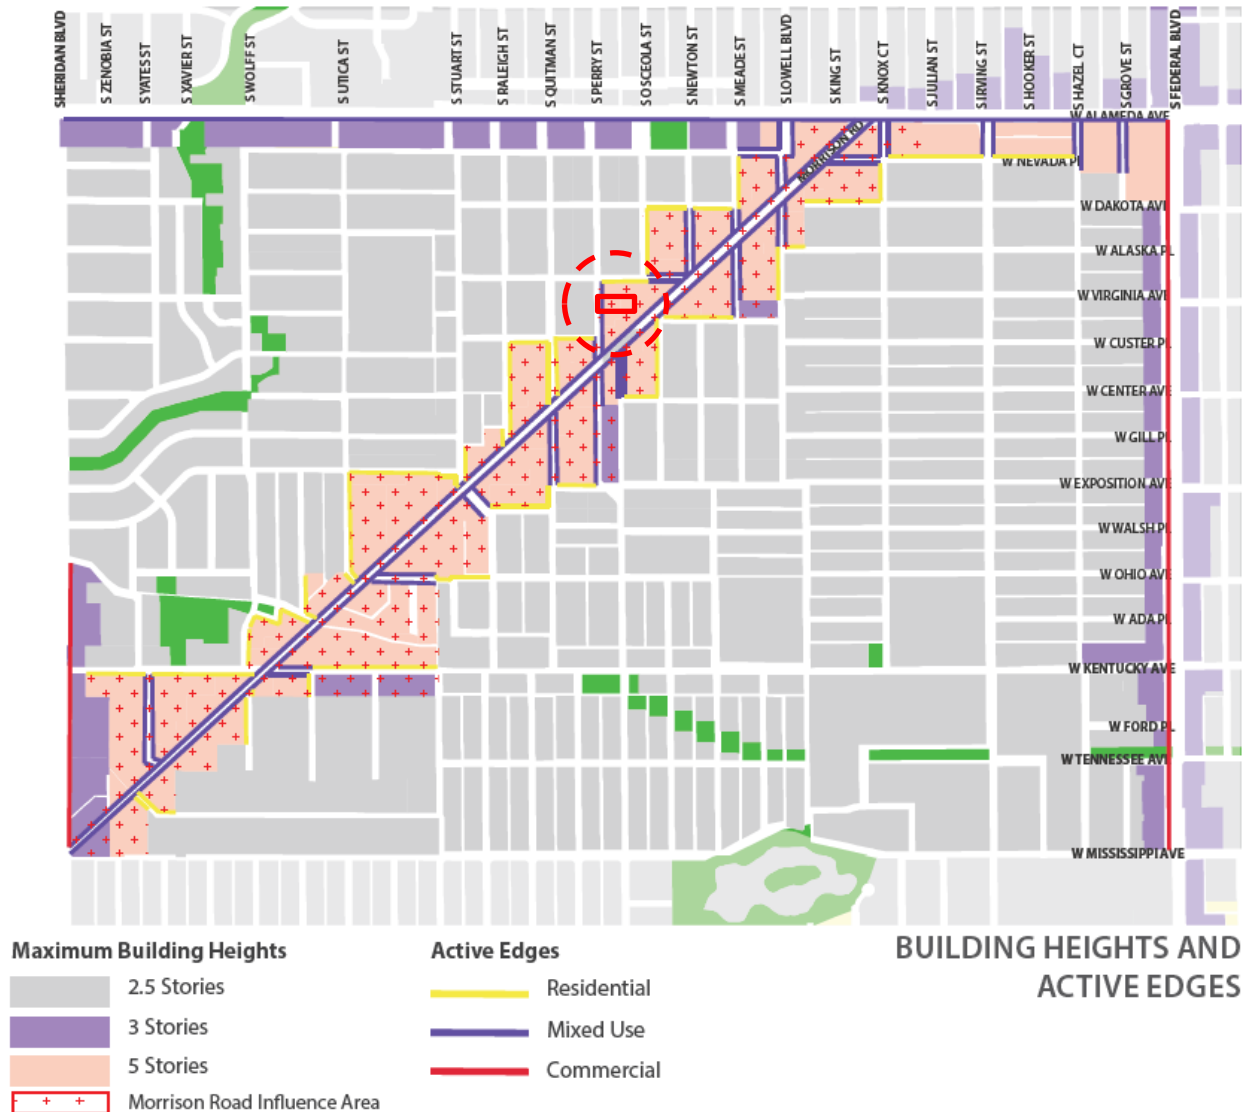 SHERIDAN BLVD
S ZENOBIA ST
S YATES ST
S XAVIER ST
S WOLFF ST
S UTICA ST
S STUART ST
S RALEIGH ST
S QUITMAN ST
S PERRY ST
S OSCEOLA ST
S NEWTON ST
S MEADE ST
S LOWELL BLVD
S KING ST
S KNOX CT
S JULIAN ST
S IRVING ST
S HOOKER ST
S HAZEL CT
S GROVE ST
S FEDERAL BLVD
W ALAMEDA AVE
MORRISON RD
W NEVADA PL
W DAKOTA AVE
W ALASKA PL
W VIRGINIA AVE
W CUSTER PL
W CENTER AVE
W GILL PL
W EXPOSITION AVE
W WALSH PL
W OHIO AVE
W ADA PL
W KENTUCKY AVE
W FORD PL
W TENNESSEE AVE
W MISSISSIPPI AVE
BUILDING HEIGHTS AND
ACTIVE EDGES
Maximum Building Heights
2.5 Stories
3 Stories
5 Stories
Morrison Road Influence Area
Active Edges
Residential
Mixed Use
Commercial